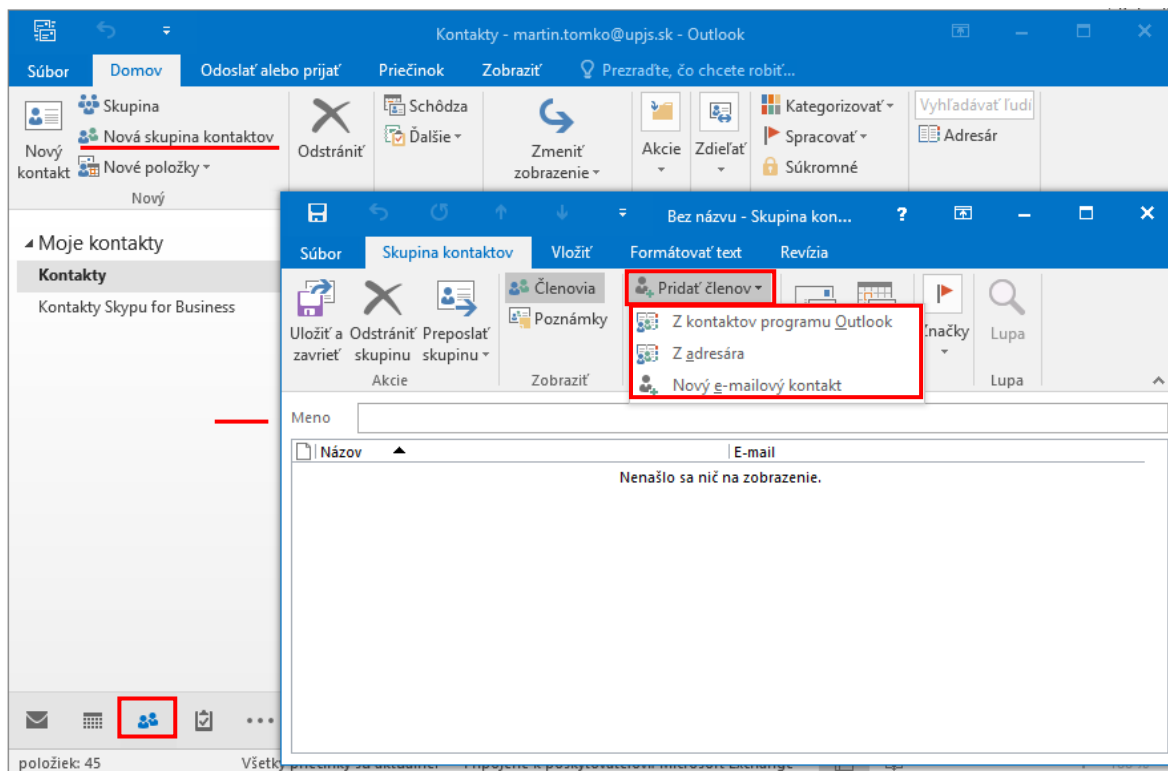 Kontakty - martin.tomko@upjs.sk - Outlook
Súbor Domov Odoslať alebo prijať Priečinok Zobraziť Prezraďte, čo chcete robiť...
Nový kontakt
Skupina
Nová skupina kontaktov
Nové položky
Nový
Odstrániť
Schôdza
Ďalšie
Zmeniť zobrazenie
Akcie
Zdieľať
Kategorizovať
Spracovať
Súkromné
Vyhľadávať ľudí
Adresár
Moje kontakty
Kontakty
Kontakty Skypu for Business
Bez názvu - Skupina kon... ?
Súbor Skupina kontaktov Vložiť Formátovať text Revízia
Uložiť a zavrieť
Odstrániť skupinu
Preposlať skupinu
Akcie
Členovia
Poznámky
Zobraziť
Pridať členov
Z kontaktov programu Outlook
Z adresára
Nový e-mailový kontakt
Značky
Lupa
Lupa
Meno
Názov E-mail
Nenašlo sa nič na zobrazenie.
položiek: 45